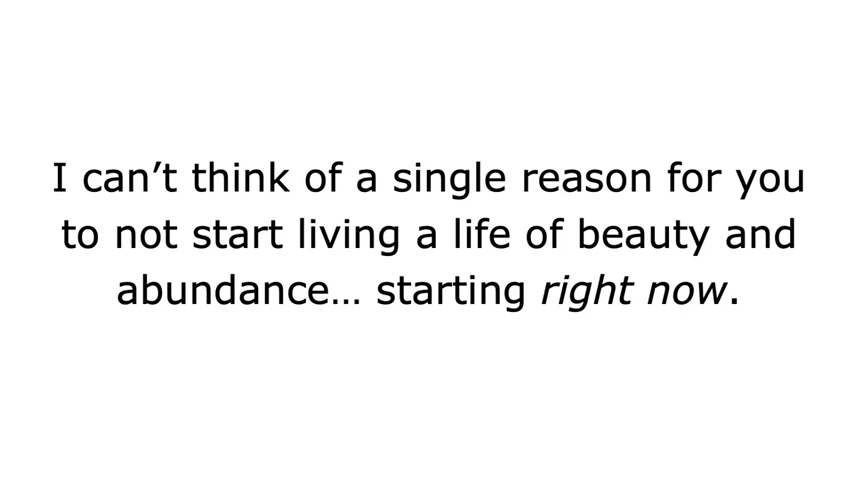 I can’t think of a single reason for you
to not start living a life of beauty and
abundance… starting right now.